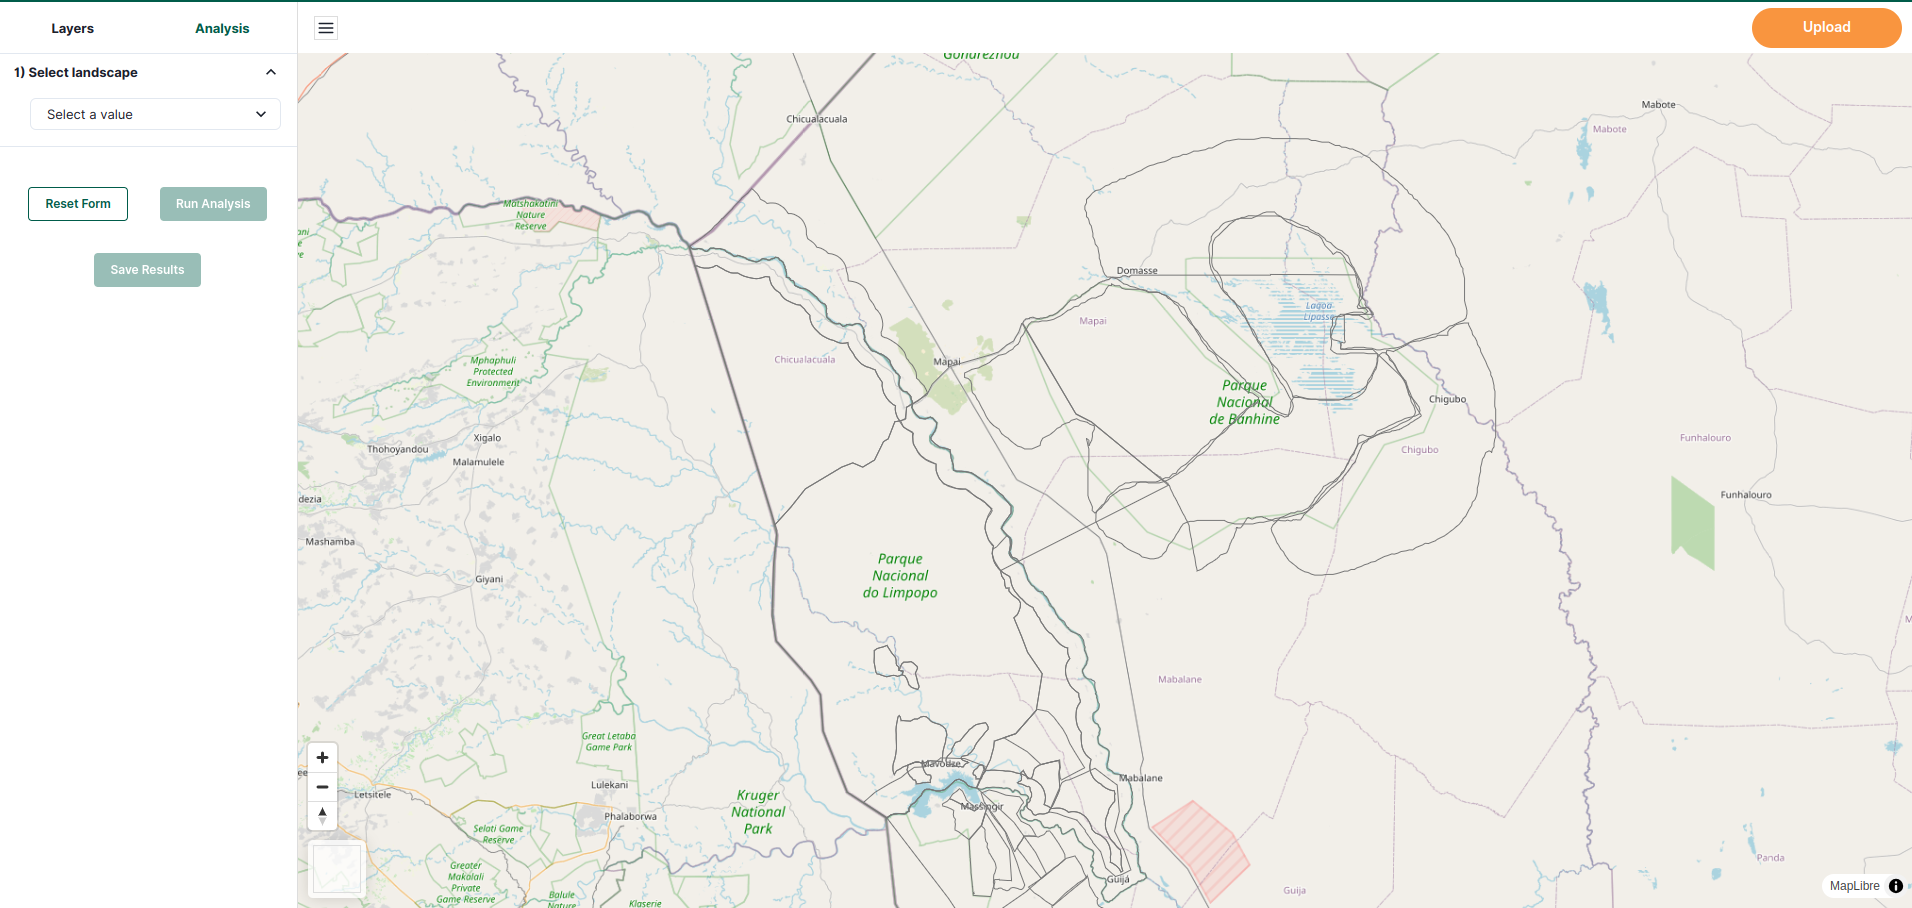 Layers
Analysis
Upload
1) Select landscape
Select a value
Reset Form
Run Analysis
Save Results
Gonarezhou
Chicualacuala
Mabote
Mabote
Matshakatini
Nature
Reserve
Domasse
Lagoa
Lipasse
Mapai
Chicualacuala
Mapai
Mphaphuli
Protected
Environment
Parque
Nacional
de Banhine
Chigubo
Chigubo
Funhalouro
Funhalouro
Xigalo
Thohoyandou
Malamulele
dezia
Mashamba
Giyani
Parque
Nacional
do Limpopo
Mabalane
Great Letaba
Game Park
Mavodze
Mabalane
Massingir
Lulekani
Letsitele
Kruger
National
Park
Phalaborwa
Selati Game
Reserve
Greater
Makalali
Private
Game Reserve
Balule
Nature
Klaserie
Guijá
Guija
Panda
MapLibre